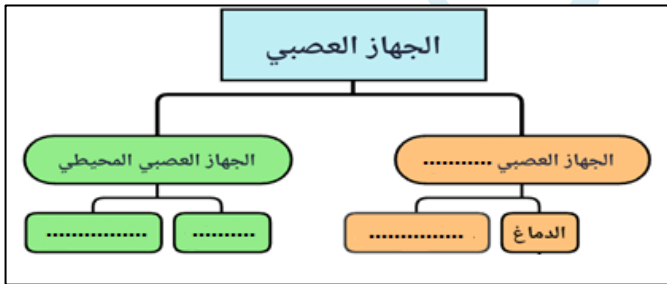 الجهاز العصبي
الجهاز العصبي ...........
الجهاز العصبي المحيطي
الدماغ
...............
..........
................